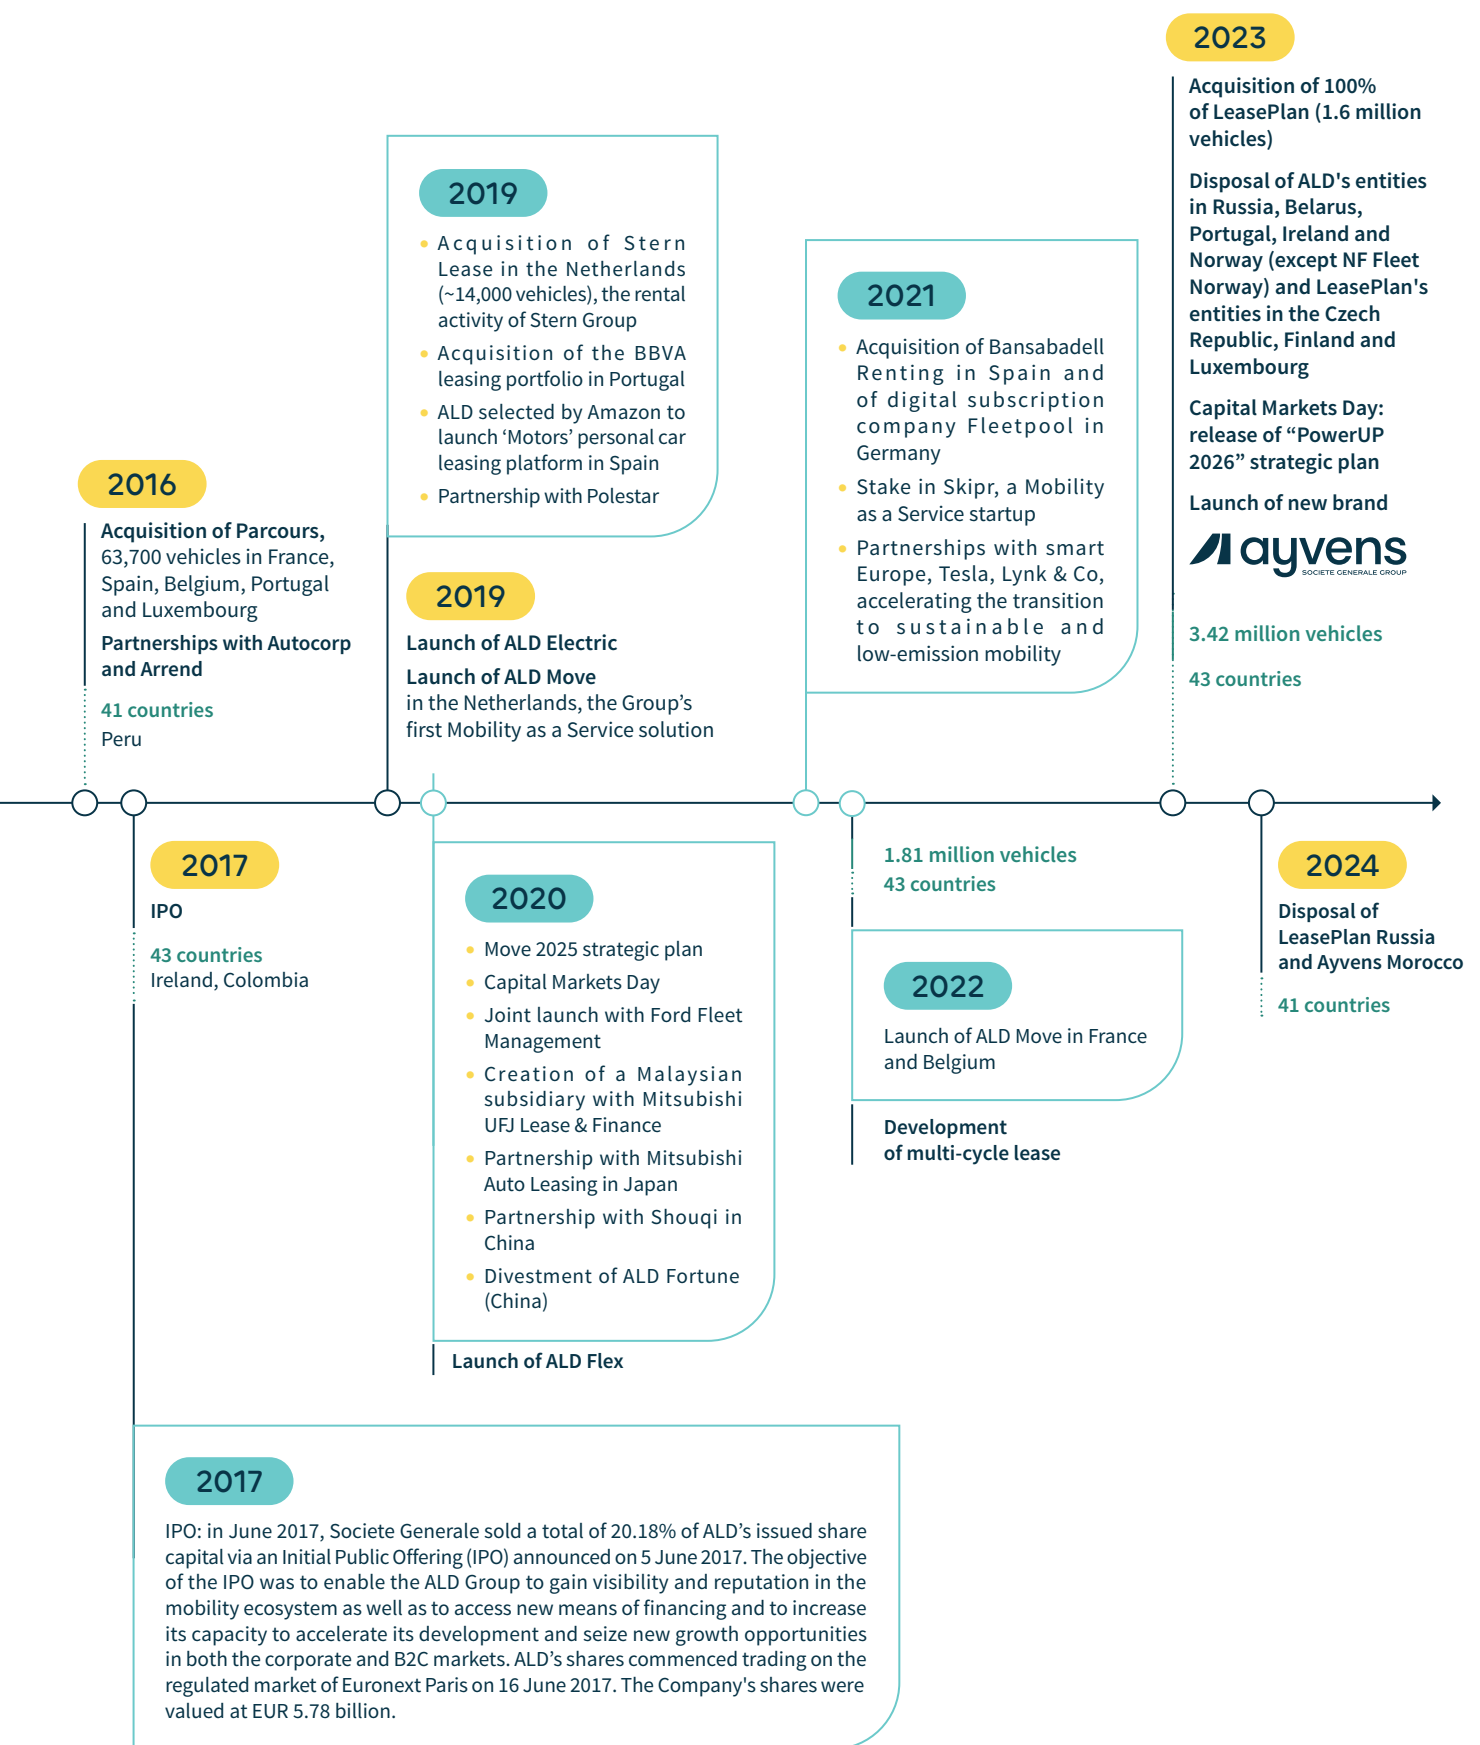 2016
Acquisition of Parcours,
63,700 vehicles in France,
Spain, Belgium, Portugal
and Luxembourg
Partnerships with Autocorp
and Arrend
41 countries
Peru
2017
IPO
43 countries
Ireland, Colombia
2017
IPO: in June 2017, Societe Generale sold a total of 20.18% of ALD’s issued share
capital via an Initial Public Offering (IPO) announced on 5 June 2017. The objective
of the IPO was to enable the ALD Group to gain visibility and reputation in the
mobility ecosystem as well as to access new means of financing and to increase
its capacity to accelerate its development and seize new growth opportunities
in both the corporate and B2C markets. ALD’s shares commenced trading on the
regulated market of Euronext Paris on 16 June 2017. The Company's shares were
valued at EUR 5.78 billion.
2019
• Acquisition of Stern
Lease in the Netherlands
(~14,000 vehicles), the rental
activity of Stern Group
• Acquisition of the BBVA
leasing portfolio in Portugal
• ALD selected by Amazon to
launch ‘Motors’ personal car
leasing platform in Spain
• Partnership with Polestar
2019
Launch of ALD Electric
Launch of ALD Move
in the Netherlands, the Group’s
first Mobility as a Service solution
2020
• Move 2025 strategic plan
• Capital Markets Day
• Joint launch with Ford Fleet
Management
• Creation of a Malaysian
subsidiary with Mitsubishi
UFJ Lease & Finance
• Partnership with Mitsubishi
Auto Leasing in Japan
• Partnership with Shouqi in
China
• Divestment of ALD Fortune
(China)
Launch of ALD Flex
2021
• Acquisition of Bansabadell
Renting in Spain and
of digital subscription
company Fleetpool in
Germany
• Stake in Skipr, a Mobility
as a Service startup
• Partnerships with smart
Europe, Tesla, Lynk & Co,
accelerating the transition
to sustainable and
low-emission mobility
1.81 million vehicles
43 countries
2022
Launch of ALD Move in France
and Belgium
Development
of multi-cycle lease
2023
Acquisition of 100%
of LeasePlan (1.6 million
vehicles)
Disposal of ALD's entities
in Russia, Belarus,
Portugal, Ireland and
Norway (except NF Fleet
Norway) and LeasePlan's
entities in the Czech
Republic, Finland and
Luxembourg
Capital Markets Day:
release of “PowerUP
2026” strategic plan
Launch of new brand
ayvens
SOCIETE GENERALE GROUP
3.42 million vehicles
43 countries
2024
Disposal of
LeasePlan Russia
and Ayvens Morocco
41 countries